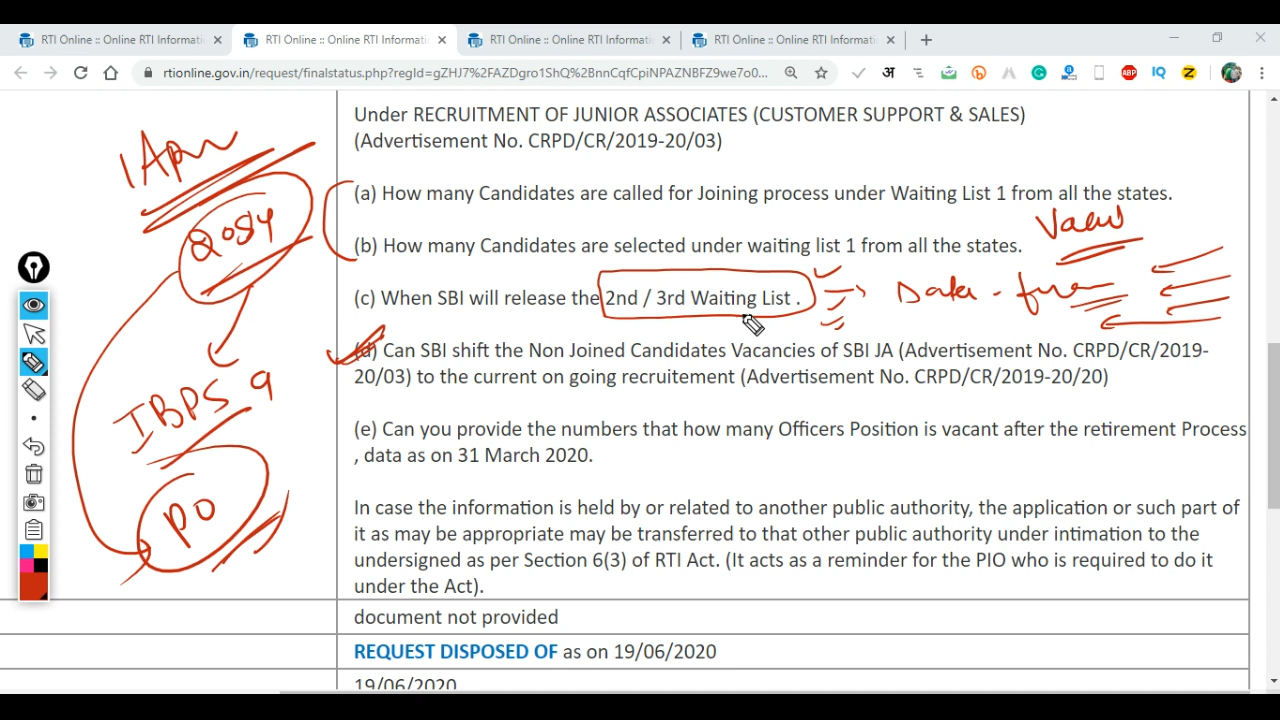 RTI Online :: Online RTI Informati
RTI Online :: Online RTI Informati
RTI Online :: Online RTI Informati
RTI Online :: Online RTI Informati
rtionline.gov.in/request/finalstatus.php?regId=gZHJ7%2FAZDgro1ShQ%2BnnCqfCpiNPAZNBFZ9we7o0...
अ
ABP
IQ
Z
Under RECRUITMENT OF JUNIOR ASSOCIATES (CUSTOMER SUPPORT & SALES)
(Advertisement No. CRPD/CR/2019-20/03)
1 Apr
(a) How many Candidates are called for Joining process under Waiting List 1 from all the states.
(b) How many Candidates are selected under waiting list 1 from all the states.
(c) When SBI will release the 2nd / 3rd Waiting List .
Data -
(d) Can SBI shift the Non Joined Candidates Vacancies of SBI JA (Advertisement No. CRPD/CR/2019-
20/03) to the current on going recruitement (Advertisement No. CRPD/CR/2019-20/20)
IBPS 9
(e) Can you provide the numbers that how many Officers Position is vacant after the retirement Process
, data as on 31 March 2020.
PO
In case the information is held by or related to another public authority, the application or such part of
it as may be appropriate may be transferred to that other public authority under intimation to the
undersigned as per Section 6(3) of RTI Act. (It acts as a reminder for the PIO who is required to do it
under the Act).
document not provided
REQUEST DISPOSED OF as on 19/06/2020
19/06/2020